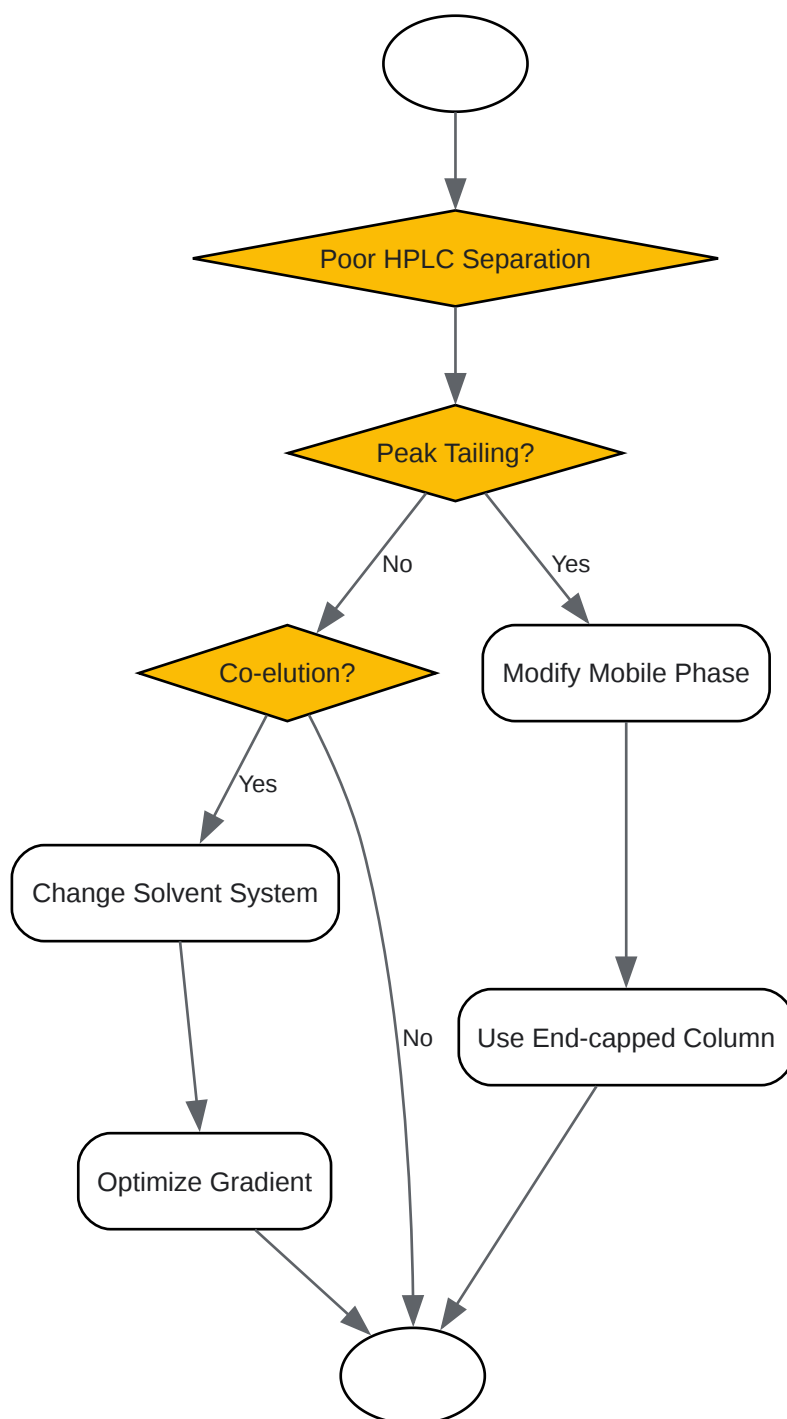 Poor HPLC Separation
Peak Tailing?
No
Yes
Co-elution?
Modify Mobile Phase
Yes
Change Solvent System
No
Use End-capped Column
Optimize Gradient